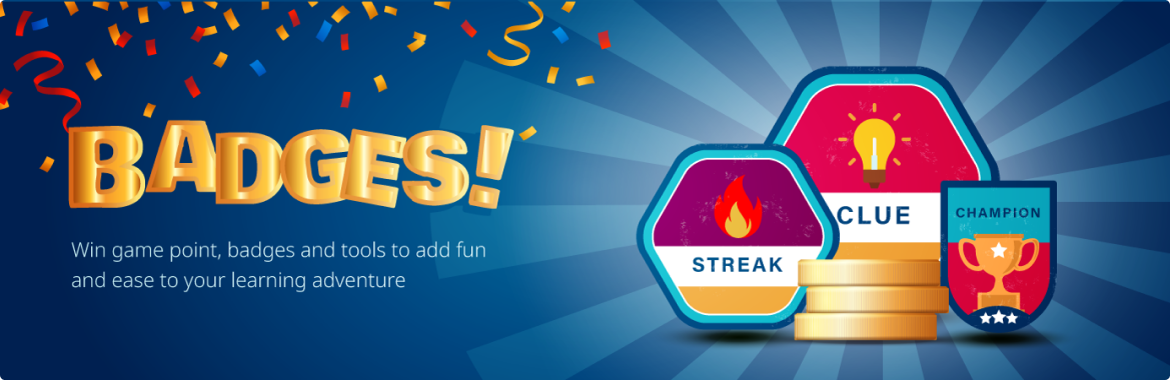 BADGES!
Win game point, badges and tools to add fun
and ease to your learning adventure
CLUE
STREAK
CHAMPION